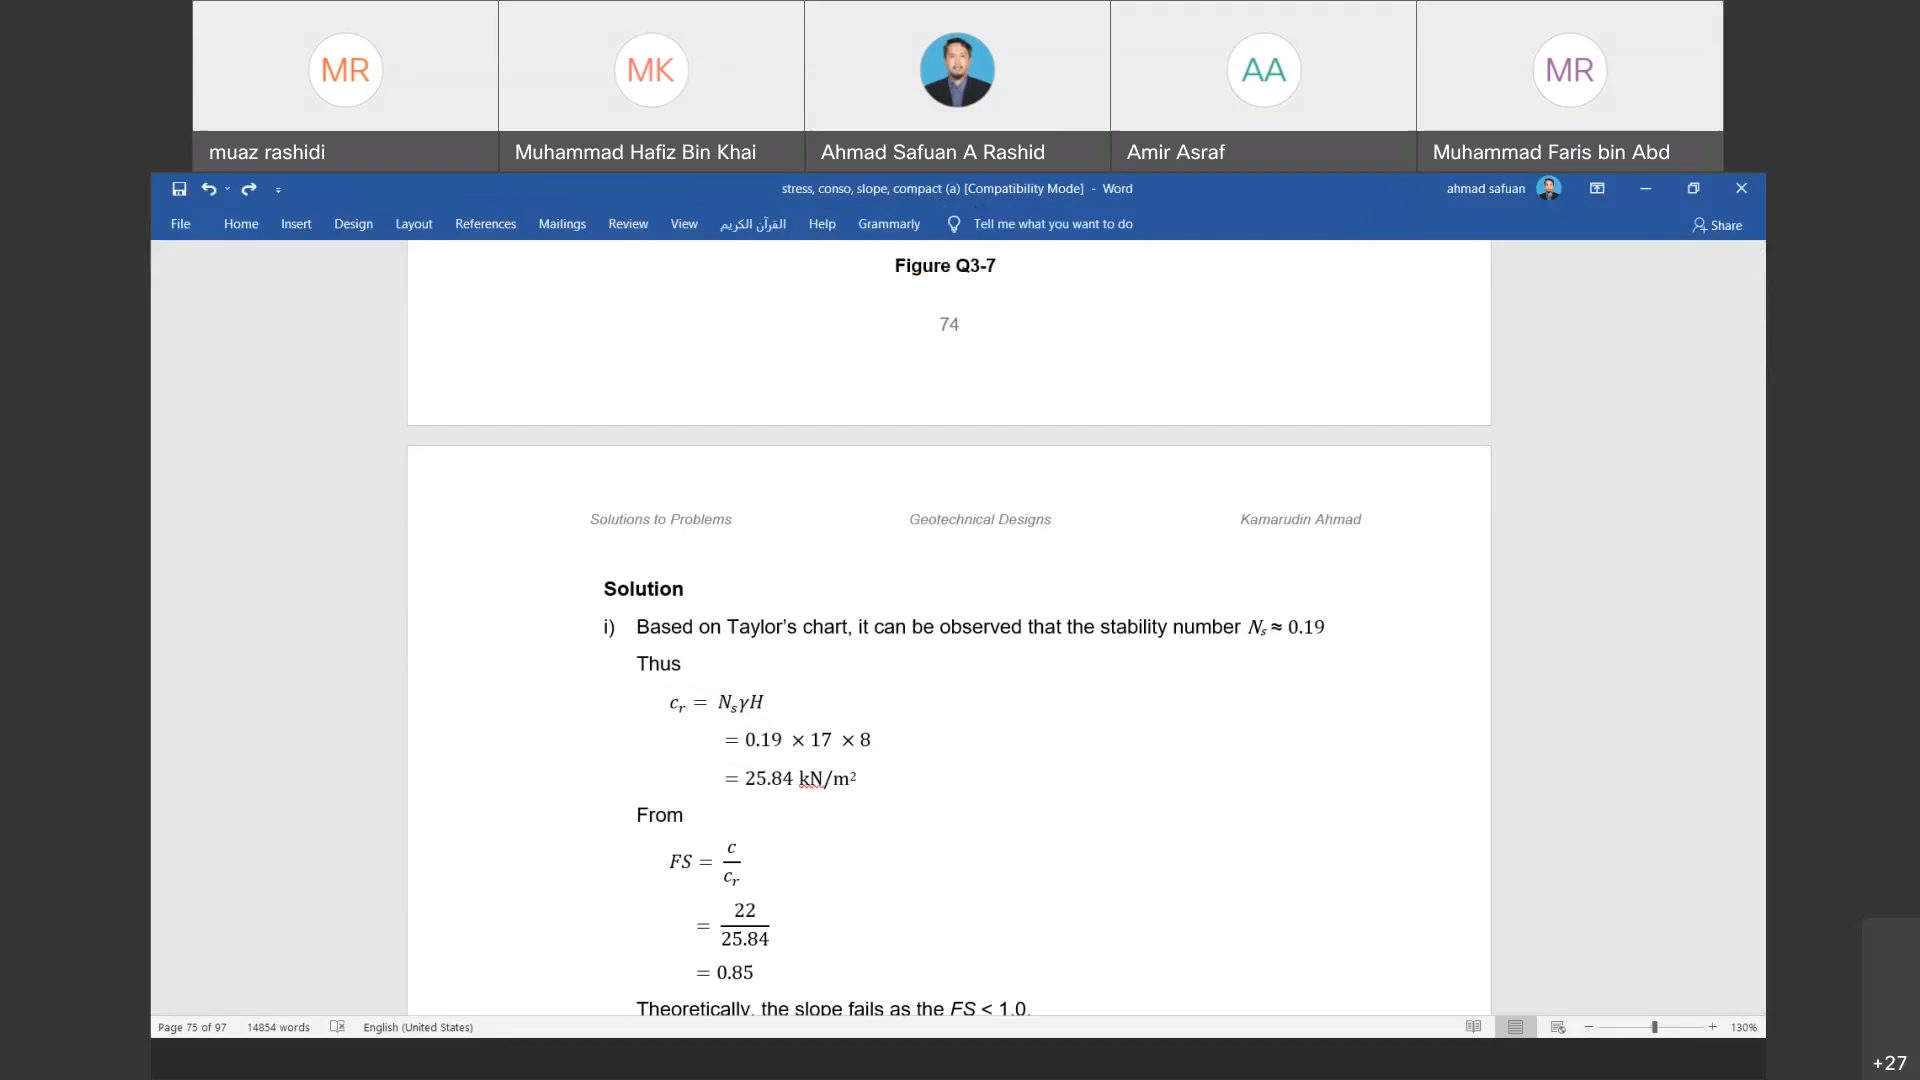 MR
MK
AA
MR
muaz rashidi
Muhammad Hafiz Bin Khai
Ahmad Safuan A Rashid
Amir Asraf
Muhammad Faris bin Abd
stress, conso, slope, compact (a) [Compatibility Mode] - Word
ahmad safuan
File Home Insert Design Layout References Mailings Review View القرآن الكريم Help Grammarly Tell me what you want to do Share
Figure Q3-7
74
Solutions to Problems Geotechnical Designs Kamarudin Ahmad
Solution
i) Based on Taylor's chart, it can be observed that the stability number Nₛ ≈ 0.19
Thus
cᵣ = NₛγH
= 0.19 × 17 × 8
= 25.84 kN/m²
From
FS = c/cᵣ
= 22/25.84
= 0.85
Theoretically, the slope fails as the FS < 1.0.
Page 75 of 97 14854 words English (United States) 130%
+27